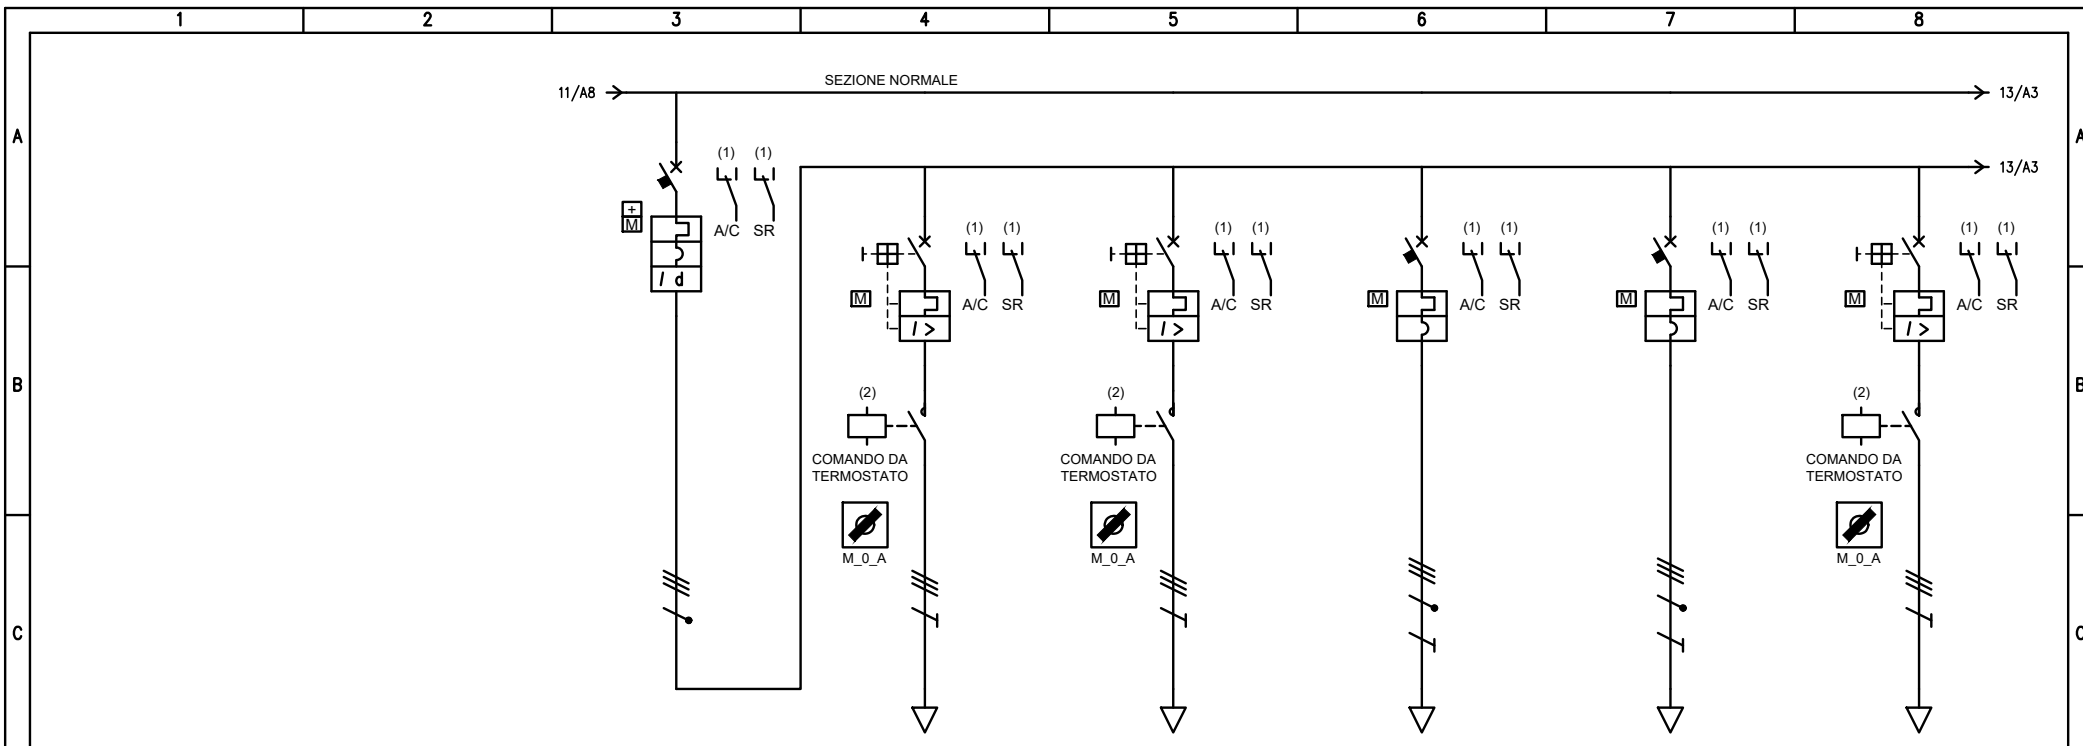 1 2 3 4 5 6 7 8
SEZIONE NORMALE
11/A8 13/A3
A A
(1) (1) 13/A3
+
M A/C SR
I d
(1) (1) (1) (1) (1) (1) (1) (1) (1) (1)
M A/C SR M A/C SR M A/C SR M A/C SR M A/C SR
I > I > I >
B B
(2) (2) (2)
COMANDO DA COMANDO DA COMANDO DA
TERMOSTATO TERMOSTATO TERMOSTATO
M_0_A M_0_A M_0_A
C C